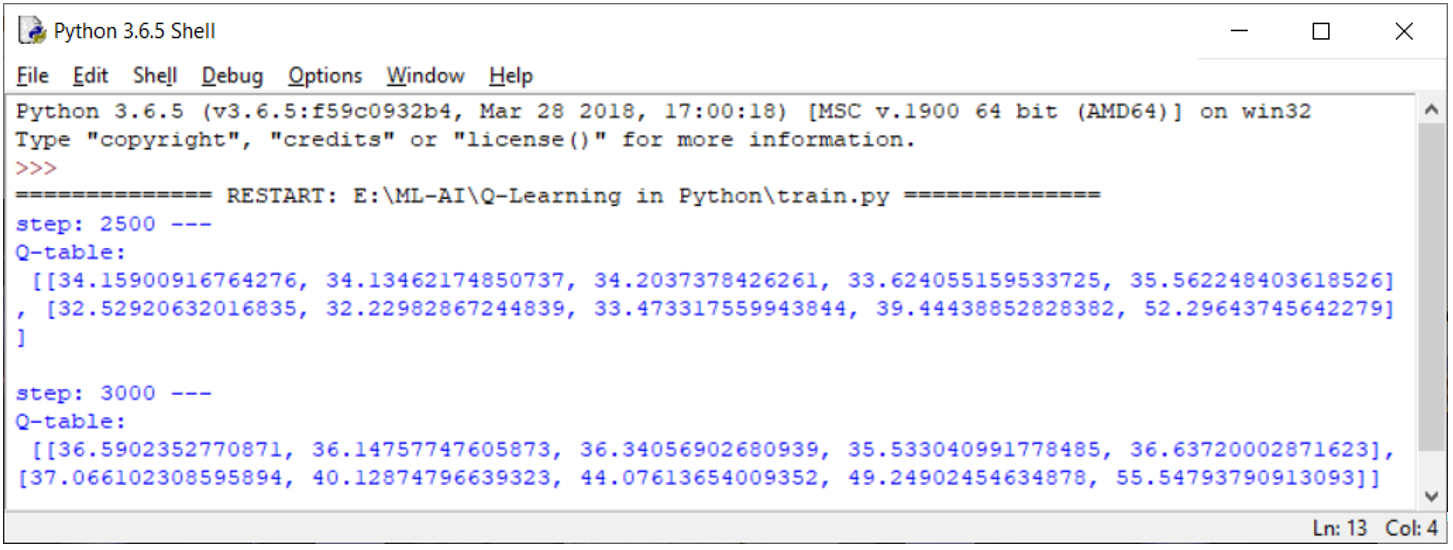 Python 3.6.5 Shell
File Edit Shell Debug Options Window Help
Python 3.6.5 (v3.6.5:f59c0932b4, Mar 28 2018, 17:00:18) [MSC v.1900 64 bit (AMD64)] on win32
Type "copyright", "credits" or "license()" for more information.
>>>
============== RESTART: E:\ML-AI\Q-Learning in Python\train.py ==============
step: 2500 ---
Q-table:
 [[34.15900916764276, 34.13462174850737, 34.2037378426261, 33.624055159533725, 35.562248403618526]
, [32.52920632016835, 32.22982867244839, 33.473317559943844, 39.44438852828382, 52.29643745642279]
]
step: 3000 ---
Q-table:
 [[36.5902352770871, 36.14757747605873, 36.34056902680939, 35.533040991778485, 36.63720002871623],
[37.066102308595894, 40.12874796639323, 44.07613654009352, 49.24902454634878, 55.54793790913093]]
Ln: 13 Col: 4